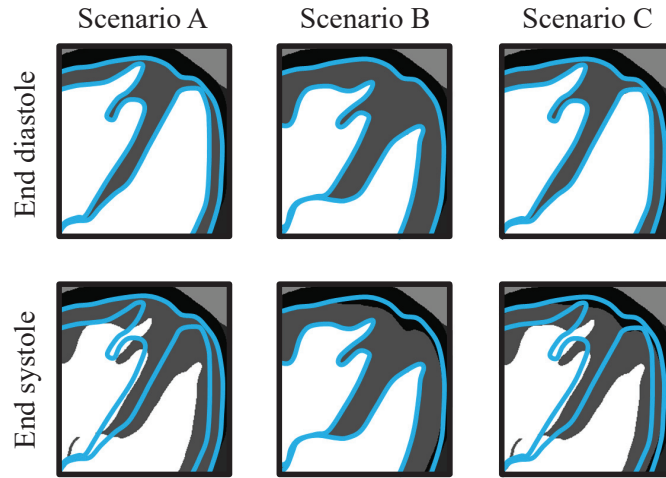 Scenario A
Scenario B
Scenario C
End diastole
End systole